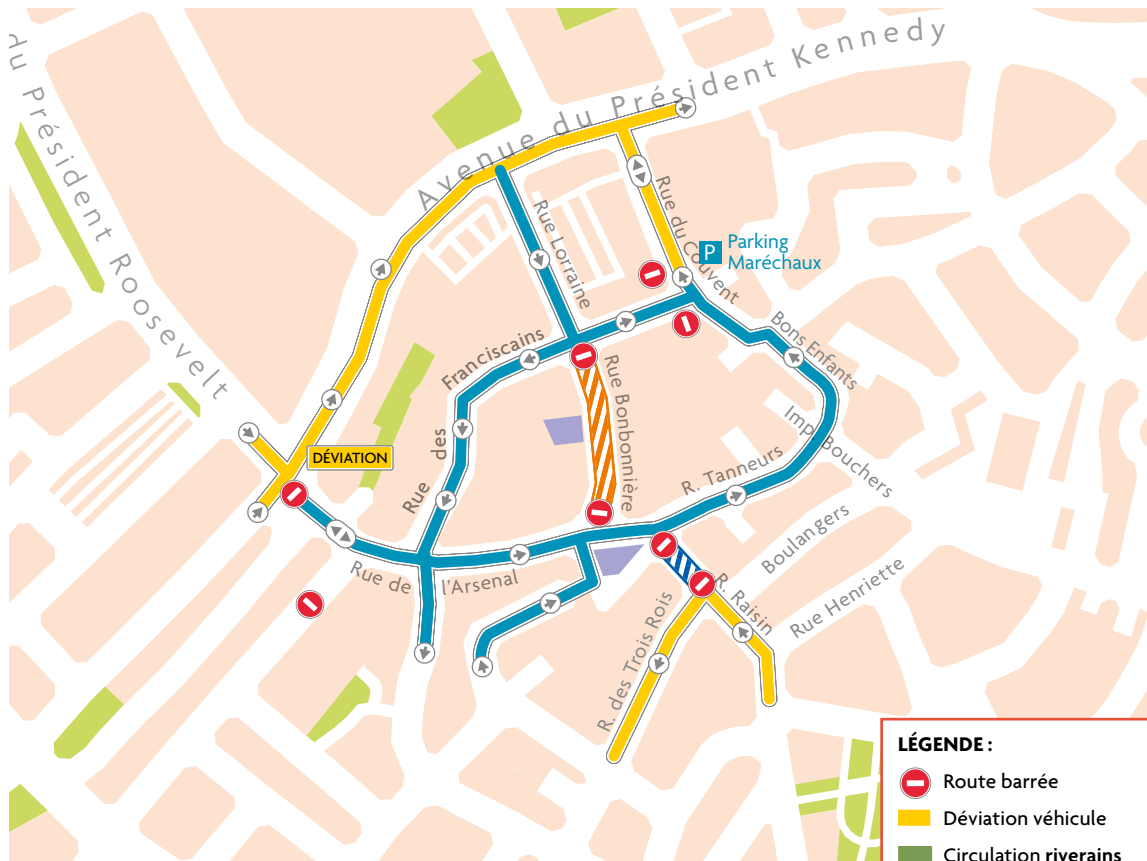 du Président Roosevelt
Avenue du Président Kennedy
Rue Lorraine
Rue du Couvent
P
Parking
Maréchaux
Bons Enfants
Rue des Franciscains
Rue Bonbonnière
Imp. Bouchers
DÉVIATION
R. Tanneurs
Rue de l'Arsenal
Boulangers
R. Raisin
Rue Henriette
R. des Trois Rois
LÉGENDE :
Route barrée
Déviation véhicule
Circulation riverains